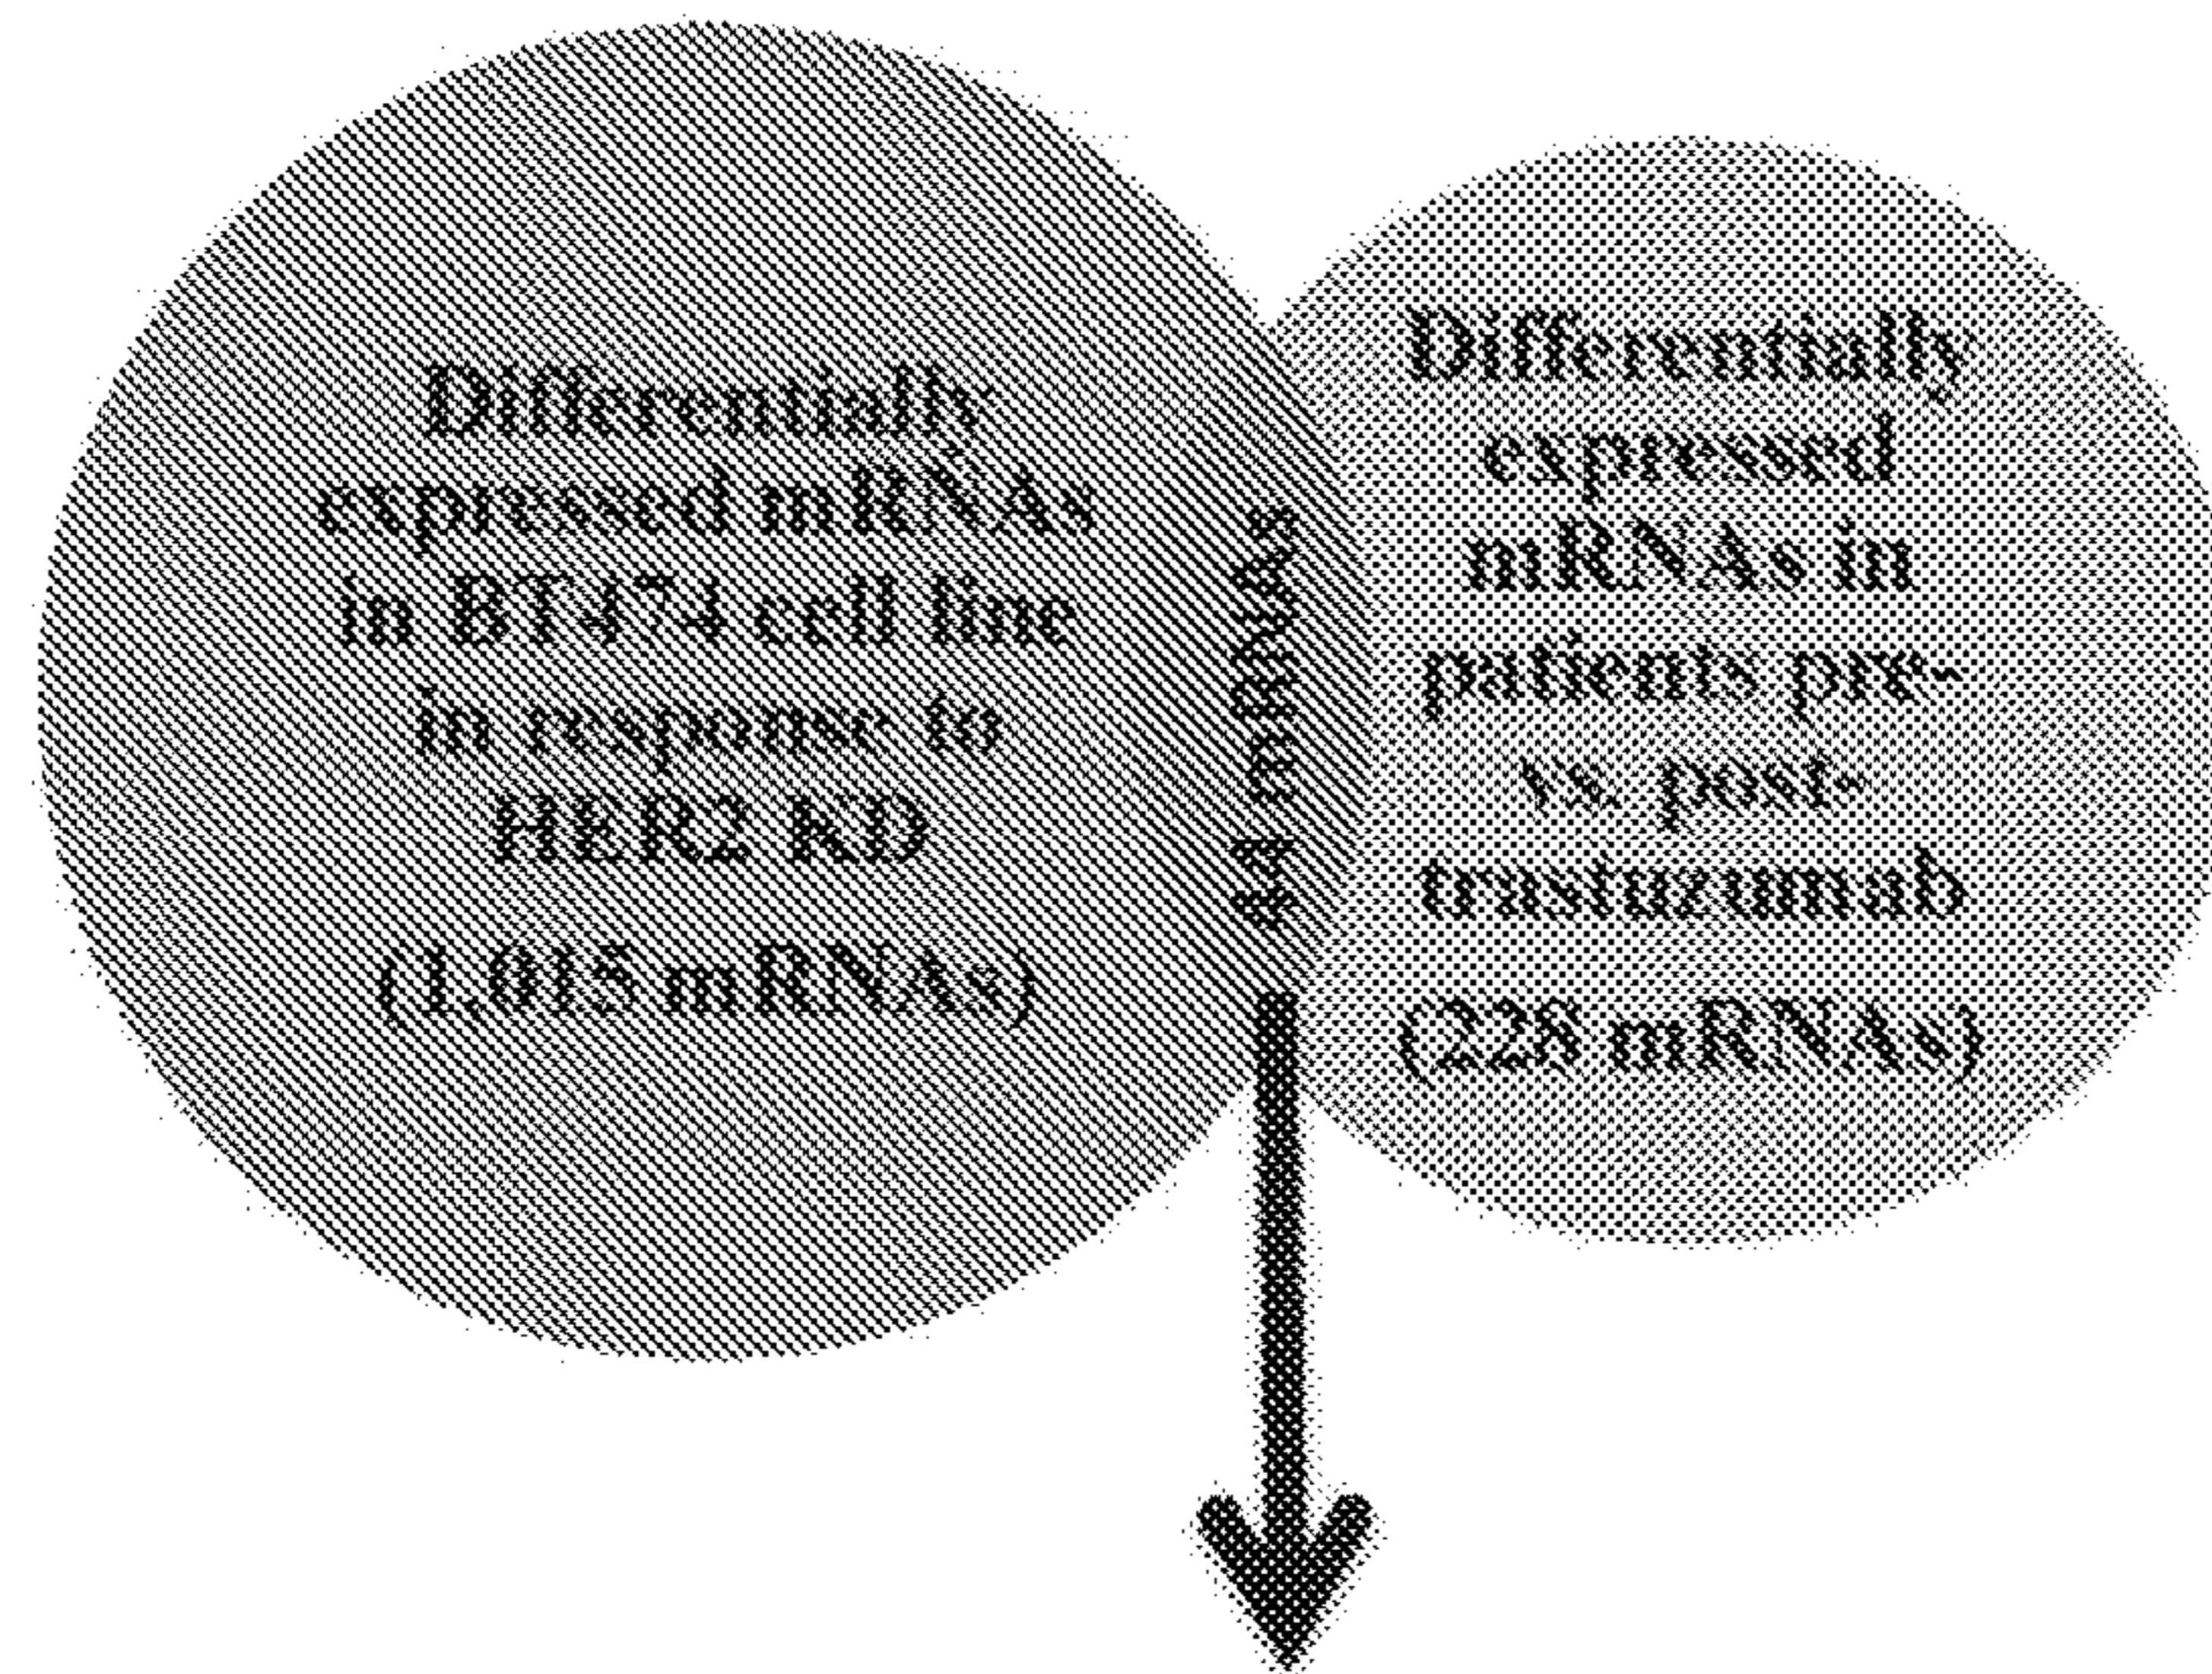 Differentially
expressed mRNAs
in BT474 cell line
in response to
HER2 KD
(1,015 mRNAs)
44 mRNAs
Differentially
expressed
mRNAs in
patients pre-
vs. post-
trastuzumab
(228 mRNAs)